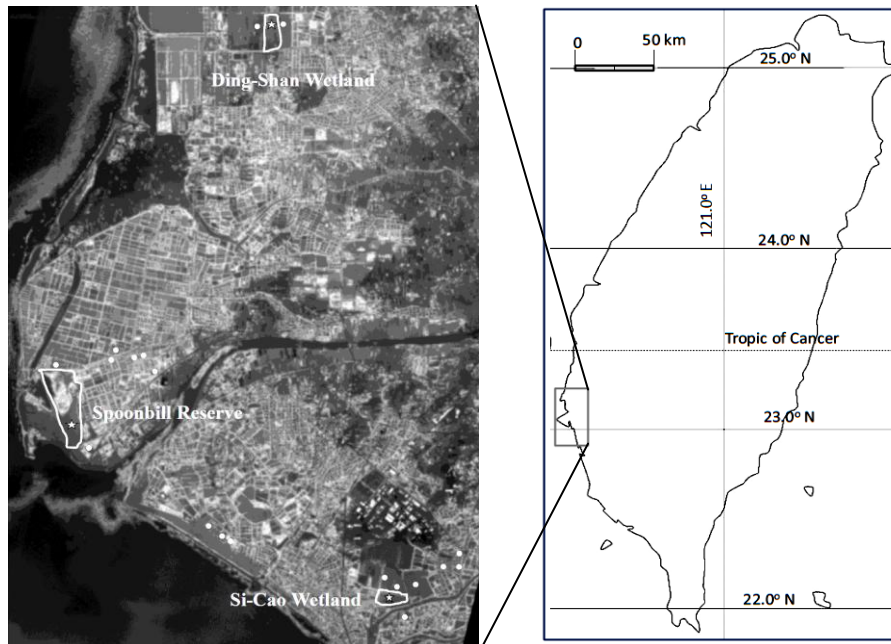 Ding-Shan Wetland
Spoonbill Reserve
Si-Cao Wetland
0 50 km
25.0° N
121.0° E
24.0° N
Tropic of Cancer
23.0° N
22.0° N